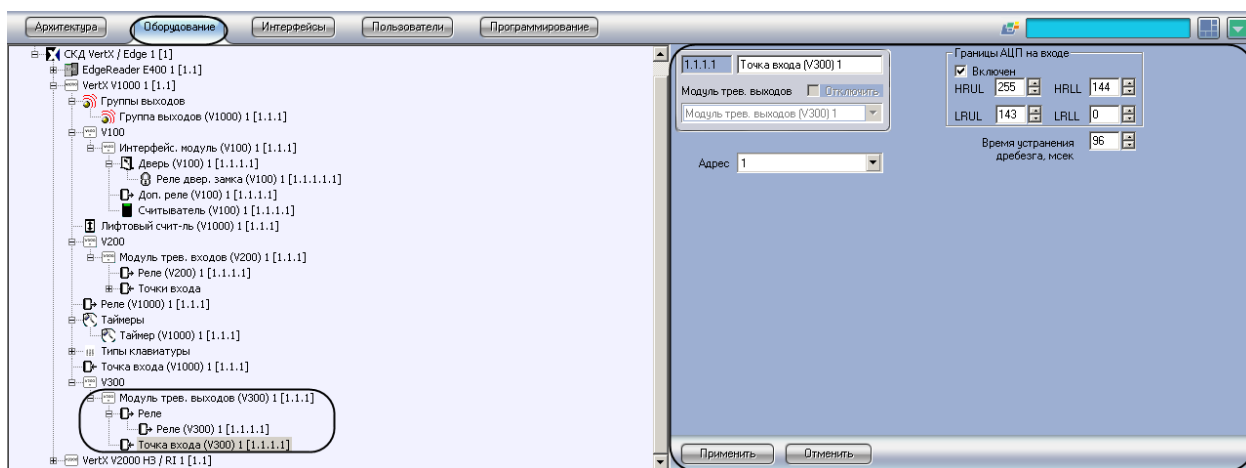 Архитектура Оборудование Интерфейсы Пользователи Программирование
СКД VertX / Edge 1 [1]
EdgeReader E400 1 [1.1]
VertX V1000 1 [1.1]
Группы выходов
Группа выходов (V1000) 1 [1.1.1]
V100
Интерфейс. модуль (V100) 1 [1.1.1]
Дверь (V100) 1 [1.1.1.1]
Реле двер. замка (V100) 1 [1.1.1.1.1]
Доп. реле (V100) 1 [1.1.1.1]
Считыватель (V100) 1 [1.1.1.1]
Лифтовый счит-ль (V1000) 1 [1.1.1]
V200
Модуль трев. входов (V200) 1 [1.1.1]
Реле (V200) 1 [1.1.1.1]
Точки входа
Реле (V1000) 1 [1.1.1]
Таймеры
Таймер (V1000) 1 [1.1.1]
Типы клавиатуры
Точка входа (V1000) 1 [1.1.1]
V300
Модуль трев. выходов (V300) 1 [1.1.1]
Реле
Реле (V300) 1 [1.1.1.1]
Точка входа (V300) 1 [1.1.1.1]
VertX V2000 H3 / RI 1 [1.1]
1.1.1.1 Точка входа (V300) 1
Модуль трев. выходов Отключить
Модуль трев. выходов (V300) 1
Адрес 1
Границы АЦП на входе
Включен
HRUL 255 HRLL 144
LRUL 143 LRLL 0
Время устранения 96
дребезга, мсек
Применить Отменить